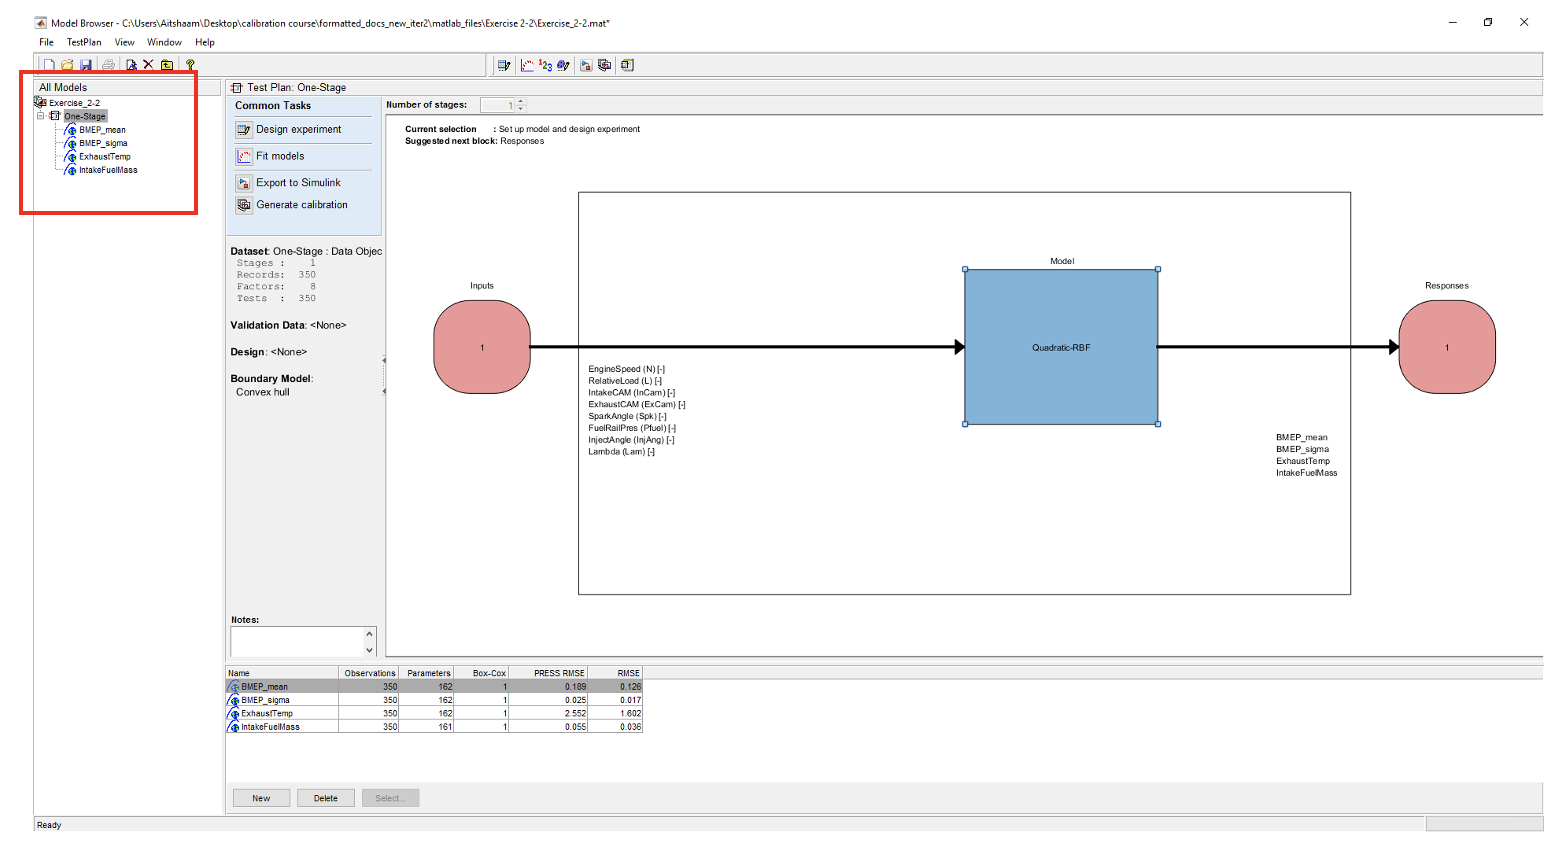 Model Browser - C:\Users\Aitshaam\Desktop\calibration course\formatted_docs_new_iter2\matlab_files\Exercise 2-2\Exercise_2-2.mat*
File TestPlan View Window Help
All Models
Exercise_2-2
One-Stage
BMEP_mean
BMEP_sigma
ExhaustTemp
IntakeFuelMass
Test Plan: One-Stage
Common Tasks
Design experiment
Fit models
Export to Simulink
Generate calibration
Dataset: One-Stage : Data Objec
Stages : 1
Records: 350
Factors: 8
Tests : 350
Validation Data: <None>
Design: <None>
Boundary Model:
Convex hull
Notes:
Number of stages: 1
Current selection : Set up model and design experiment
Suggested next block: Responses
Inputs
1
EngineSpeed (N) [-]
RelativeLoad (L) [-]
IntakeCAM (InCam) [-]
ExhaustCAM (ExCam) [-]
SparkAngle (Spk) [-]
FuelRailPres (Pfuel) [-]
InjectAngle (InjAng) [-]
Lambda (Lam) [-]
Model
Quadratic-RBF
Responses
1
BMEP_mean
BMEP_sigma
ExhaustTemp
IntakeFuelMass
Name Observations Parameters Box-Cox PRESS RMSE RMSE
BMEP_mean 350 162 1 0.189 0.126
BMEP_sigma 350 162 1 0.025 0.017
ExhaustTemp 350 162 1 2.552 1.602
IntakeFuelMass 350 161 1 0.055 0.036
New Delete Select...
Ready